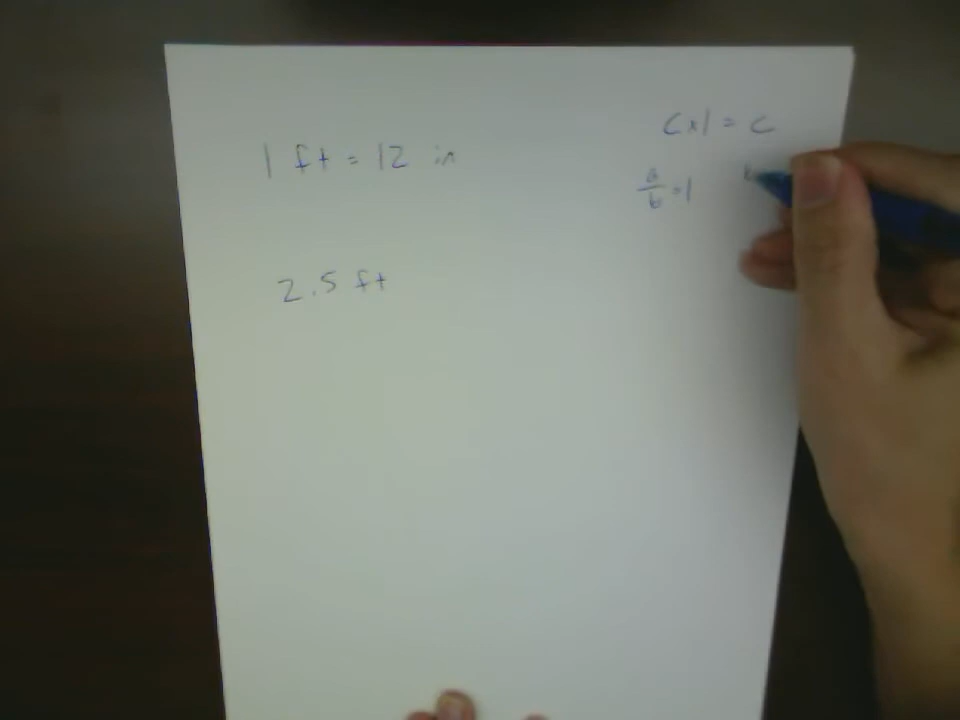 1 ft = 12 in
2.5 ft
c x 1 = c
a/b = 1